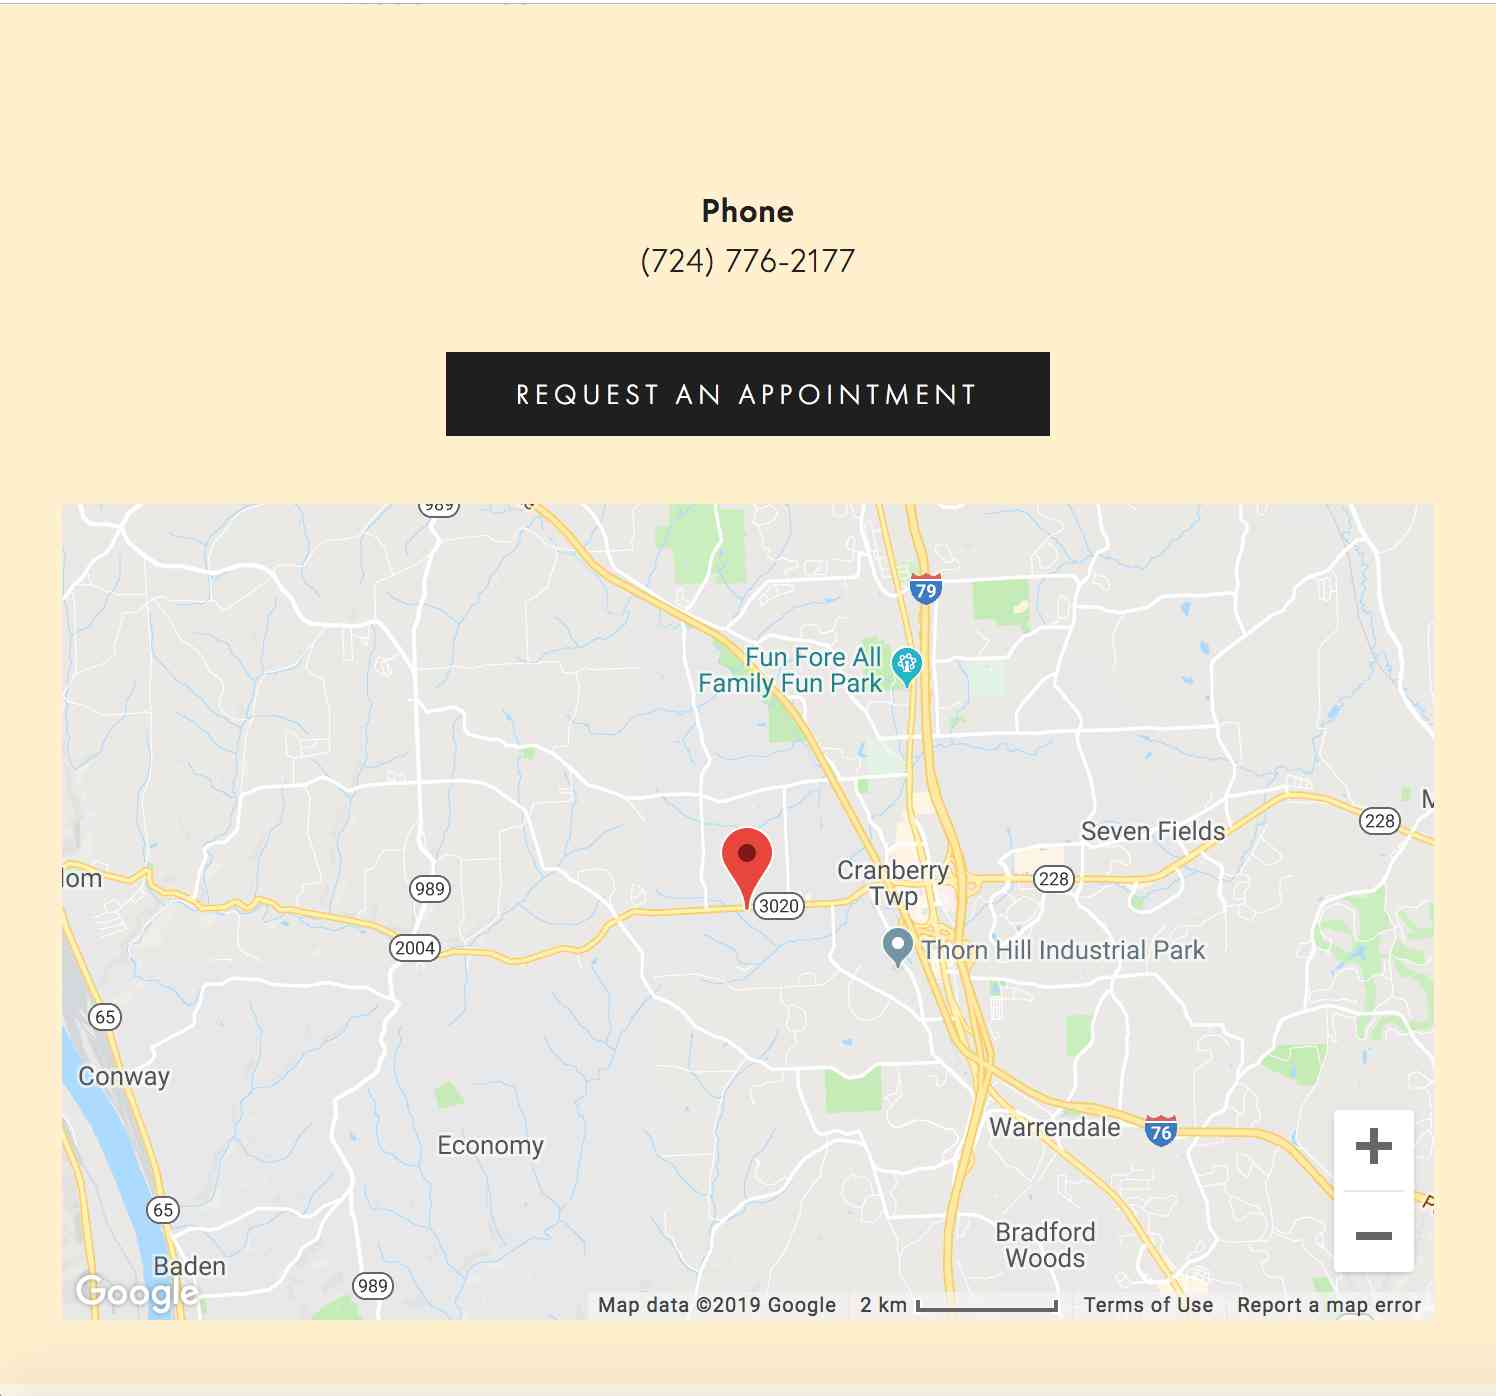 Phone
(724) 776-2177
REQUEST AN APPOINTMENT
989
79
Fun Fore All
Family Fun Park
Seven Fields
228
Cranberry
Twp
228
989
3020
2004
Thorn Hill Industrial Park
65
Conway
Warrendale
76
Economy
65
Bradford
Woods
Baden
989
Google
Map data ©2019 Google
2 km
Terms of Use
Report a map error